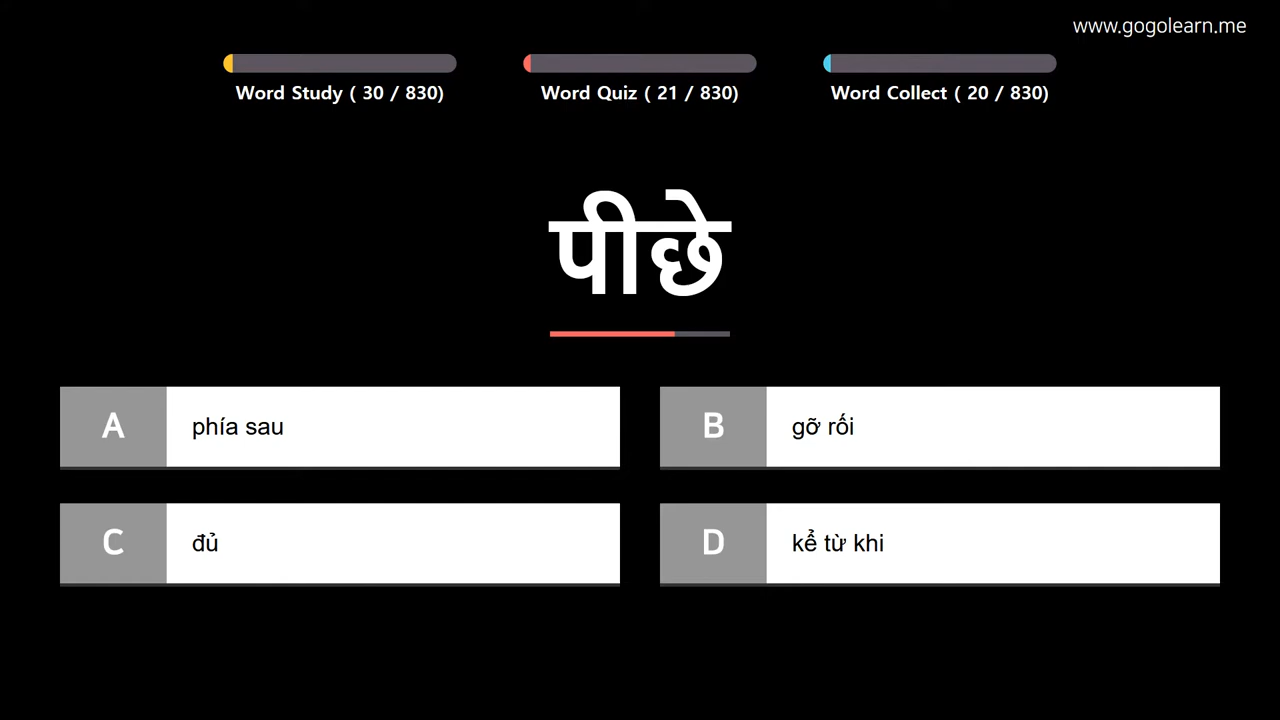 www.gogolearn.me
Word Study ( 30 / 830)
Word Quiz ( 21 / 830)
Word Collect ( 20 / 830)
पीछे
A phía sau
B gỡ rối
C đủ
D kể từ khi